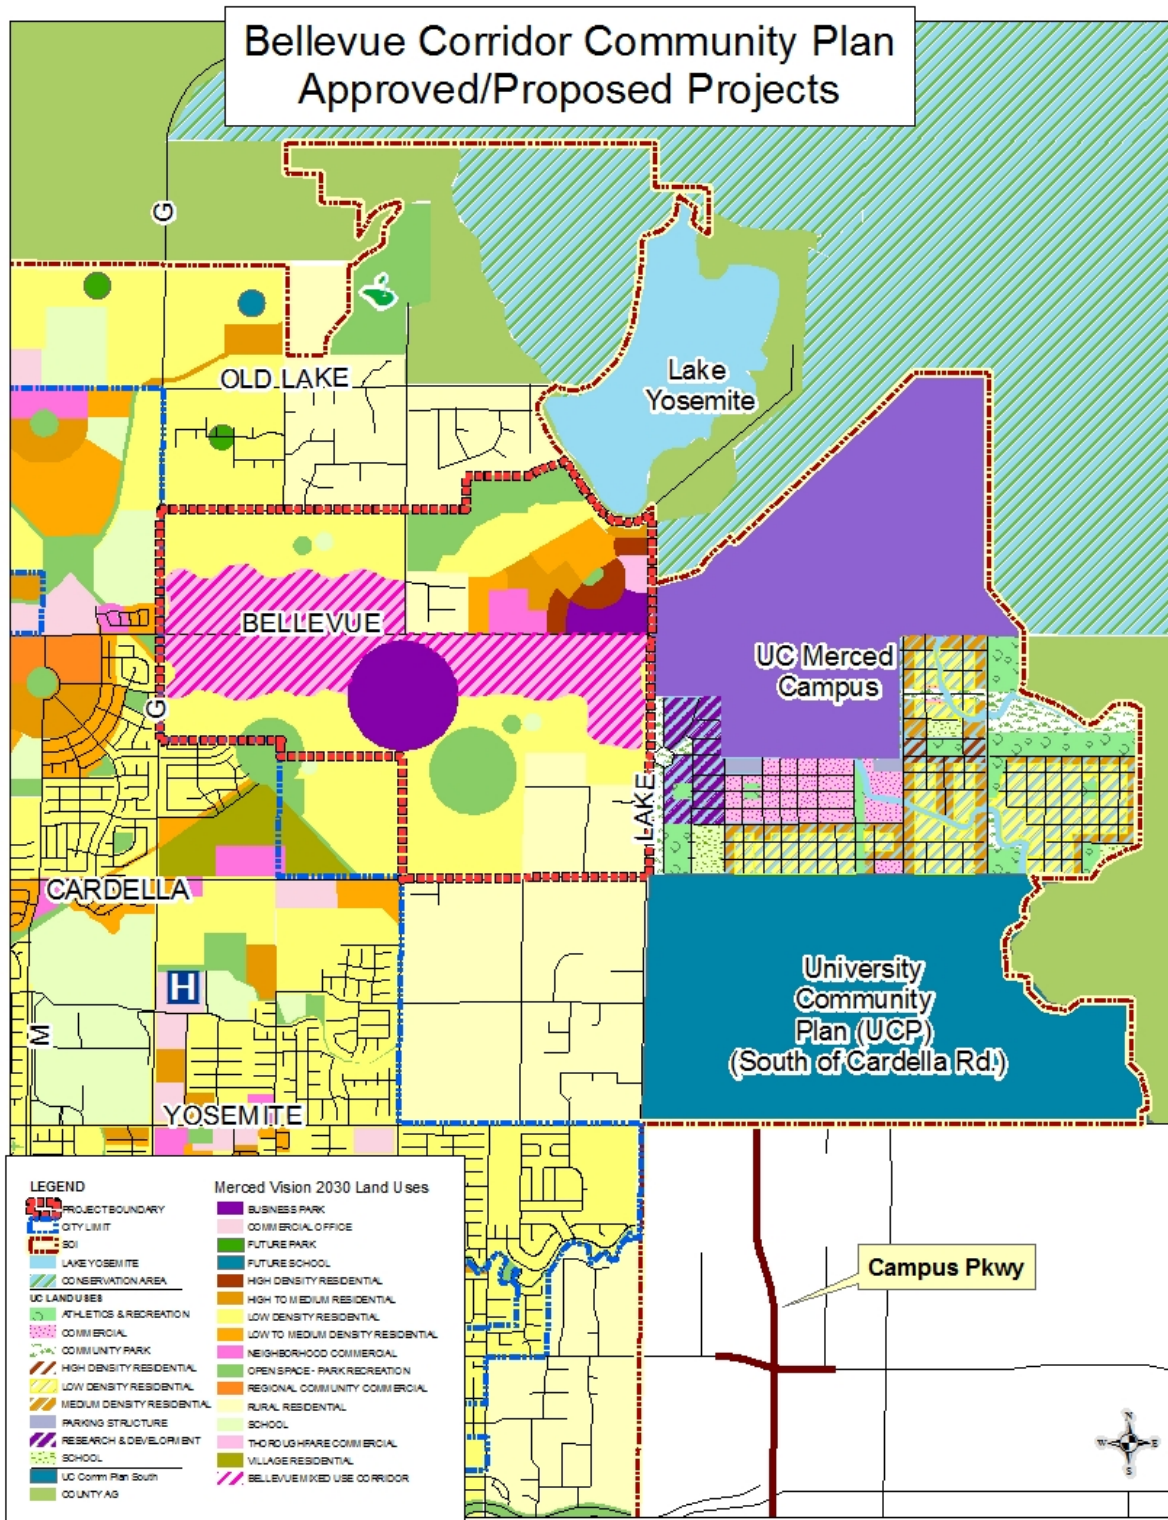 Bellevue Corridor Community Plan
Approved/Proposed Projects
G
OLD LAKE
Lake
Yosemite
BELLEVUE
UC Merced
Campus
G
LAKE
CARDELLA
H
University
Community
Plan (UCP)
(South of Cardella Rd.)
M
YOSEMITE
Campus Pkwy
LEGEND
PROJECT BOUNDARY
CITY LIMIT
SOI
LAKE YOSEMITE
CONSERVATION AREA
UC LAND USES
ATHLETICS & RECREATION
COMMERCIAL
COMMUNITY PARK
HIGH DENSITY RESIDENTIAL
LOW DENSITY RESIDENTIAL
MEDIUM DENSITY RESIDENTIAL
PARKING STRUCTURE
RESEARCH & DEVELOPMENT
SCHOOL
UC Comm Plan South
COUNTY AG
Merced Vision 2030 Land Uses
BUSINESS PARK
COMMERCIAL OFFICE
FUTURE PARK
FUTURE SCHOOL
HIGH DENSITY RESIDENTIAL
HIGH TO MEDIUM RESIDENTIAL
LOW DENSITY RESIDENTIAL
LOW TO MEDIUM DENSITY RESIDENTIAL
NEIGHBORHOOD COMMERCIAL
OPEN SPACE - PARK RECREATION
REGIONAL COMMUNITY COMMERCIAL
RURAL RESIDENTIAL
SCHOOL
THOROUGHFARE COMMERCIAL
VILLAGE RESIDENTIAL
BELLEVUE MIXED USE CORRIDOR
N
W
E
S